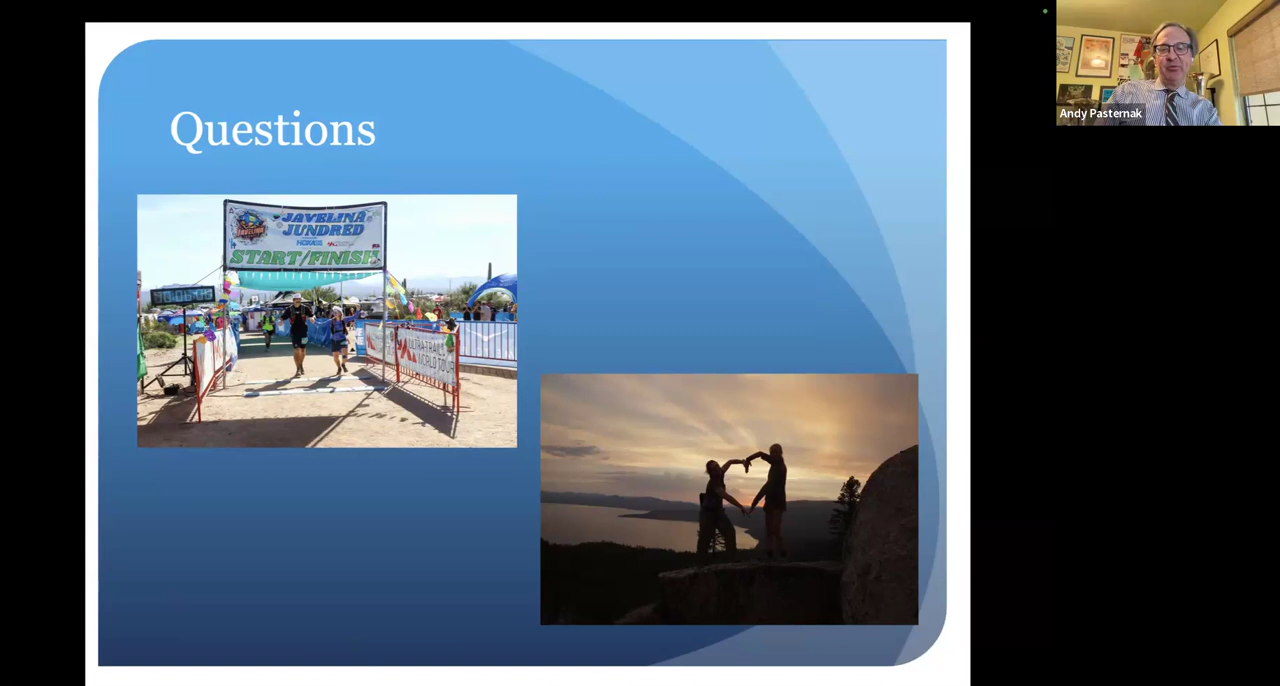 Questions
JAVELINA
JUNDRED
START/FINISH
ULTRA-TRAIL
WORLD TOUR
Andy Pasternak